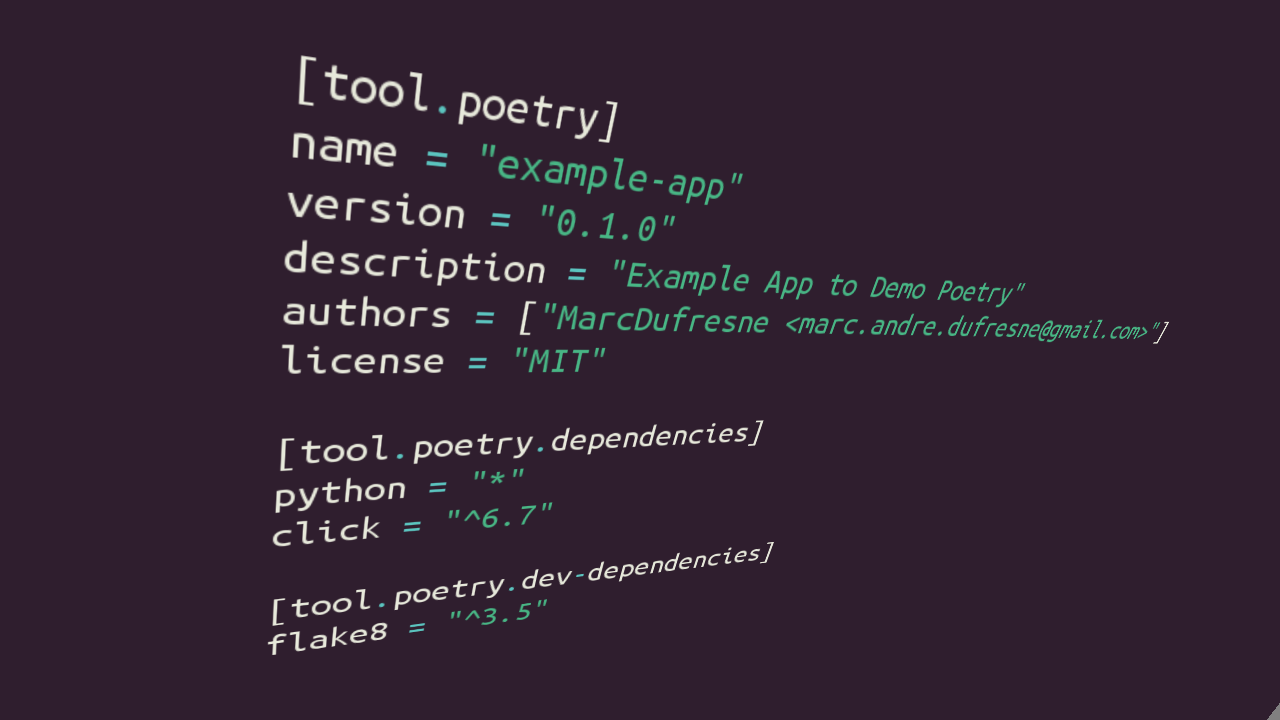 [tool.poetry]
name = "example-app"
version = "0.1.0"
description = "Example App to Demo Poetry"
authors = ["MarcDufresne <marc.andre.dufresne@gmail.com>"]
license = "MIT"
[tool.poetry.dependencies]
python = "*"
click = "^6.7"
[tool.poetry.dev-dependencies]
flake8 = "^3.5"